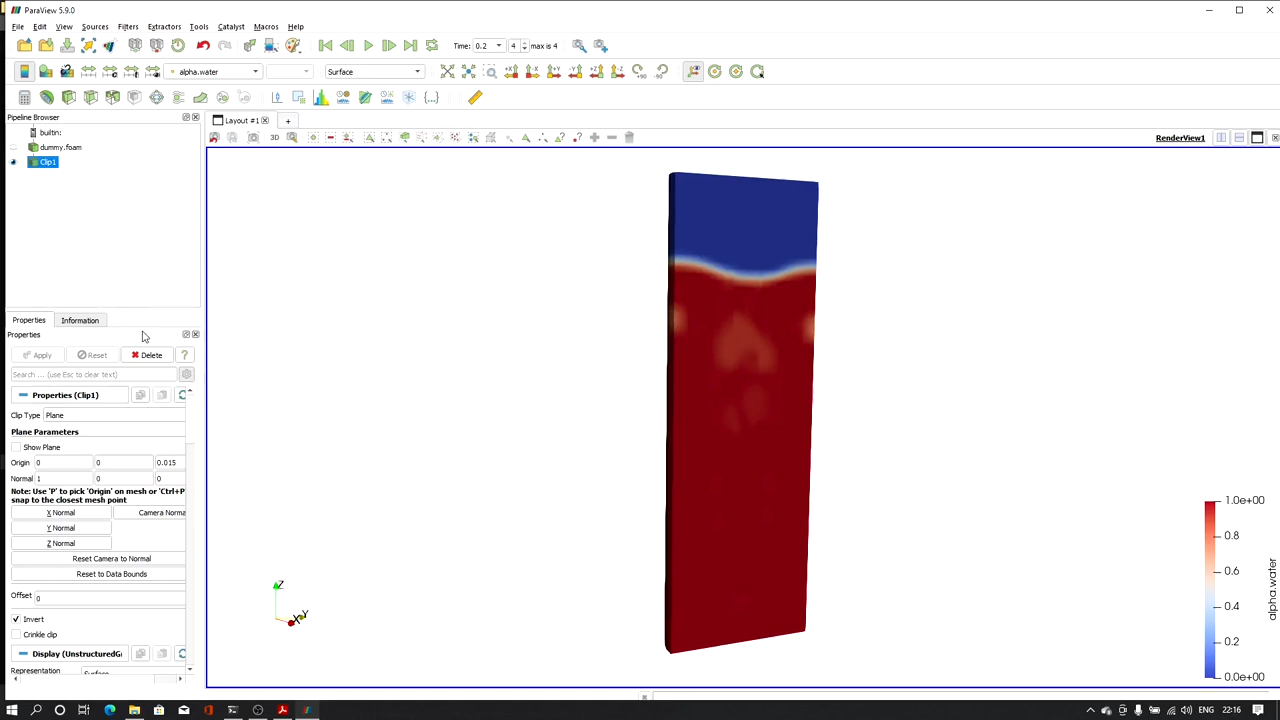 ParaView 5.9.0
File Edit View Sources Filters Extractors Tools Catalyst Macros Help
Time: 0.2 4 max is 4
alpha.water Surface
+X -X +Y -Y +Z -Z +90 -90
Pipeline Browser
Layout #1 +
builtin:
3D RenderView1
dummy.foam
Clip1
Properties Information
Properties
Apply Reset Delete ?
Search ... (use Esc to clear text)
Properties (Clip1)
Clip Type Plane
Plane Parameters
Show Plane
Origin 0 0 0.015
Normal 1 0 0
Note: Use 'P' to pick 'Origin' on mesh or 'Ctrl+P
snap to the closest mesh point
X Normal Camera Norma
Y Normal
Z Normal
Reset Camera to Normal
Reset to Data Bounds
Offset 0
Invert
Crinkle clip
Display (UnstructuredG
Representation Surface
Z
Y
X
1.0e+00
0.8
0.6
0.4
0.2
0.0e+00
alpha.water
ENG 22:16